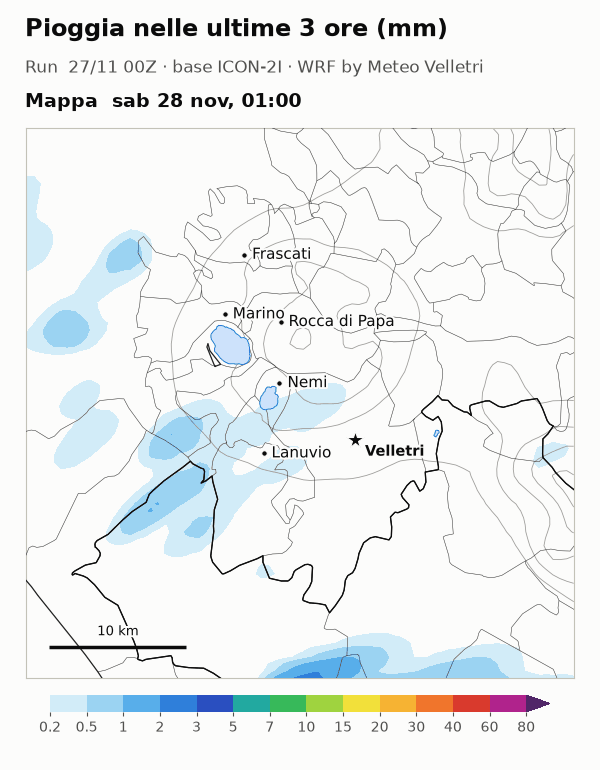 Pioggia nelle ultime 3 ore (mm)
Run  27/11 00Z · base ICON-2I · WRF by Meteo Velletri
Mappa  sab 28 nov, 01:00
Frascati
Marino
Rocca di Papa
Nemi
Lanuvio
Velletri
10 km
0.2 0.5 1 2 3 5 7 10 15 20 30 40 60 80